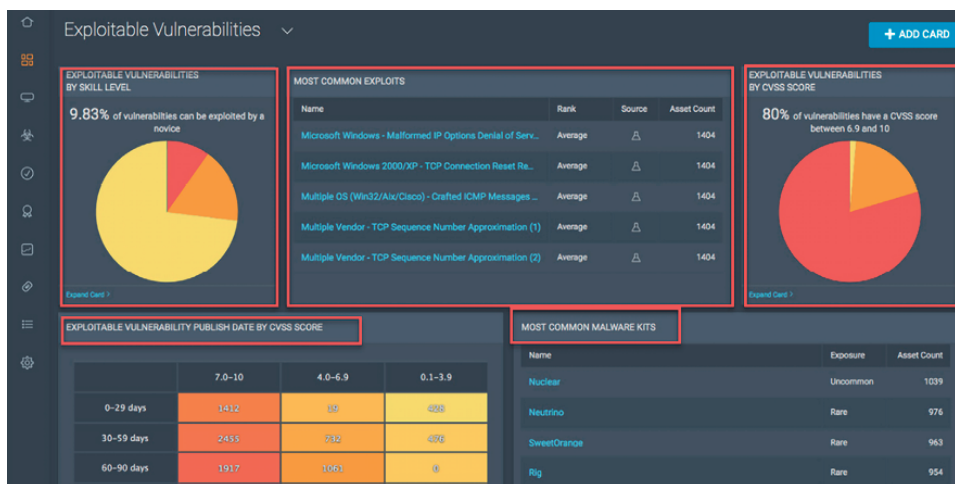 Exploitable Vulnerabilities
+ ADD CARD
EXPLOITABLE VULNERABILITIES
BY SKILL LEVEL
9.83% of vulnerabilties can be exploited by a
novice
Expand Card >
MOST COMMON EXPLOITS
Name Rank Source Asset Count
Microsoft Windows - Malformed IP Options Denial of Serv... Average 1404
Microsoft Windows 2000/XP - TCP Connection Reset Re... Average 1404
Multiple OS (Win32/Aix/Cisco) - Crafted ICMP Messages ... Average 1404
Multiple Vendor - TCP Sequence Number Approximation (1) Average 1404
Multiple Vendor - TCP Sequence Number Approximation (2) Average 1404
EXPLOITABLE VULNERABILITIES
BY CVSS SCORE
80% of vulnerabilities have a CVSS score
between 6.9 and 10
Expand Card >
EXPLOITABLE VULNERABILITY PUBLISH DATE BY CVSS SCORE
7.0–10 4.0–6.9 0.1–3.9
0–29 days 1412 19 428
30–59 days 2455 732 476
60–90 days 1917 1061 0
MOST COMMON MALWARE KITS
Name Exposure Asset Count
Nuclear Uncommon 1039
Neutrino Rare 976
SweetOrange Rare 963
Rig Rare 954